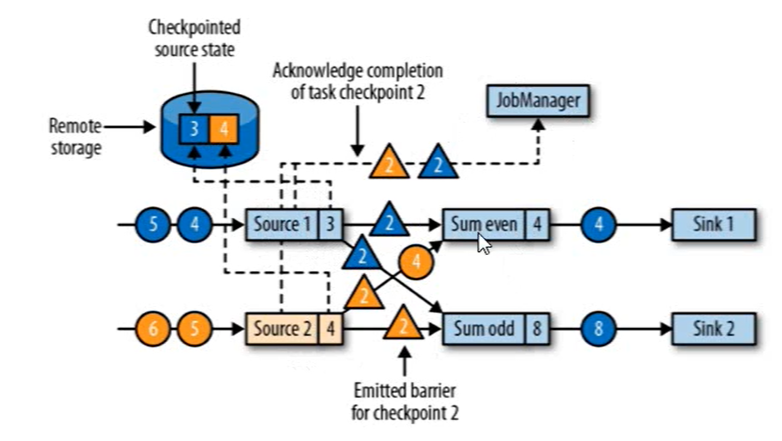 Checkpointed
source state
Acknowledge completion
of task checkpoint 2
JobManager
Remote
storage
3 4
2 2
5 4 Source 1 3 2 Sum even 4 4 Sink 1
2 4
2
6 5 Source 2 4 2 Sum odd 8 8 Sink 2
Emitted barrier
for checkpoint 2